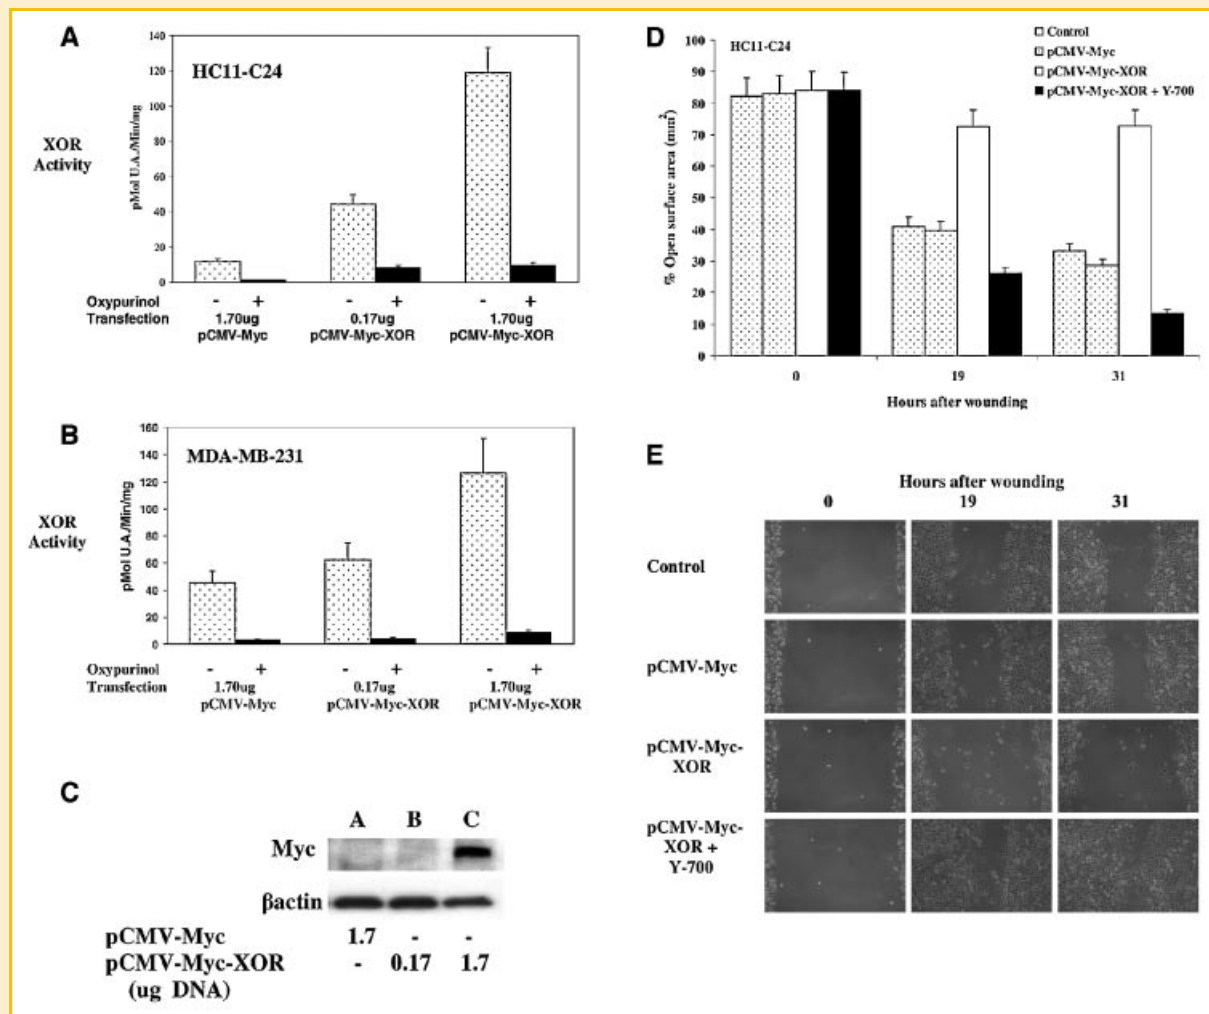 A
140
120
100
80
60
40
20
0
pMol U.A./Min/mg
XOR
Activity
HC11-C24
Oxypurinol - + - + - +
Transfection 1.70ug 0.17ug 1.70ug
pCMV-Myc pCMV-Myc-XOR pCMV-Myc-XOR
B
160
140
120
100
80
60
40
20
0
pMol U.A./Min/mg
XOR
Activity
MDA-MB-231
Oxypurinol - + - + - +
Transfection 1.70ug 0.17ug 1.70ug
pCMV-Myc pCMV-Myc-XOR pCMV-Myc-XOR
C
A B C
Myc
βactin
pCMV-Myc 1.7 - -
pCMV-Myc-XOR - 0.17 1.7
(ug DNA)
D
HC11-C24
Control
pCMV-Myc
pCMV-Myc-XOR
pCMV-Myc-XOR + Y-700
100
90
80
70
60
50
40
30
20
10
0
% Open surface area (mm2)
0 19 31
Hours after wounding
E
Hours after wounding
0 19 31
Control
pCMV-Myc
pCMV-Myc-
XOR
pCMV-Myc-
XOR +
Y-700